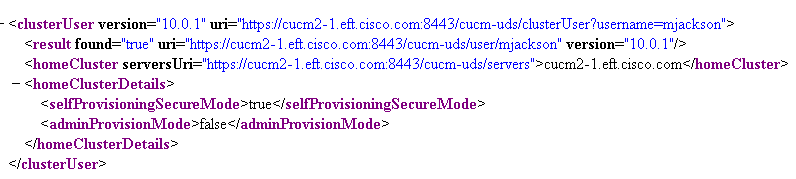 − <clusterUser version="10.0.1" uri="https://cucm2-1.eft.cisco.com:8443/cucm-uds/clusterUser?username=mjackson">
<result found="true" uri="https://cucm2-1.eft.cisco.com:8443/cucm-uds/user/mjackson" version="10.0.1"/>
<homeCluster serversUri="https://cucm2-1.eft.cisco.com:8443/cucm-uds/servers">cucm2-1.eft.cisco.com</homeCluster>
− <homeClusterDetails>
<selfProvisioningSecureMode>true</selfProvisioningSecureMode>
<adminProvisionMode>false</adminProvisionMode>
</homeClusterDetails>
</clusterUser>